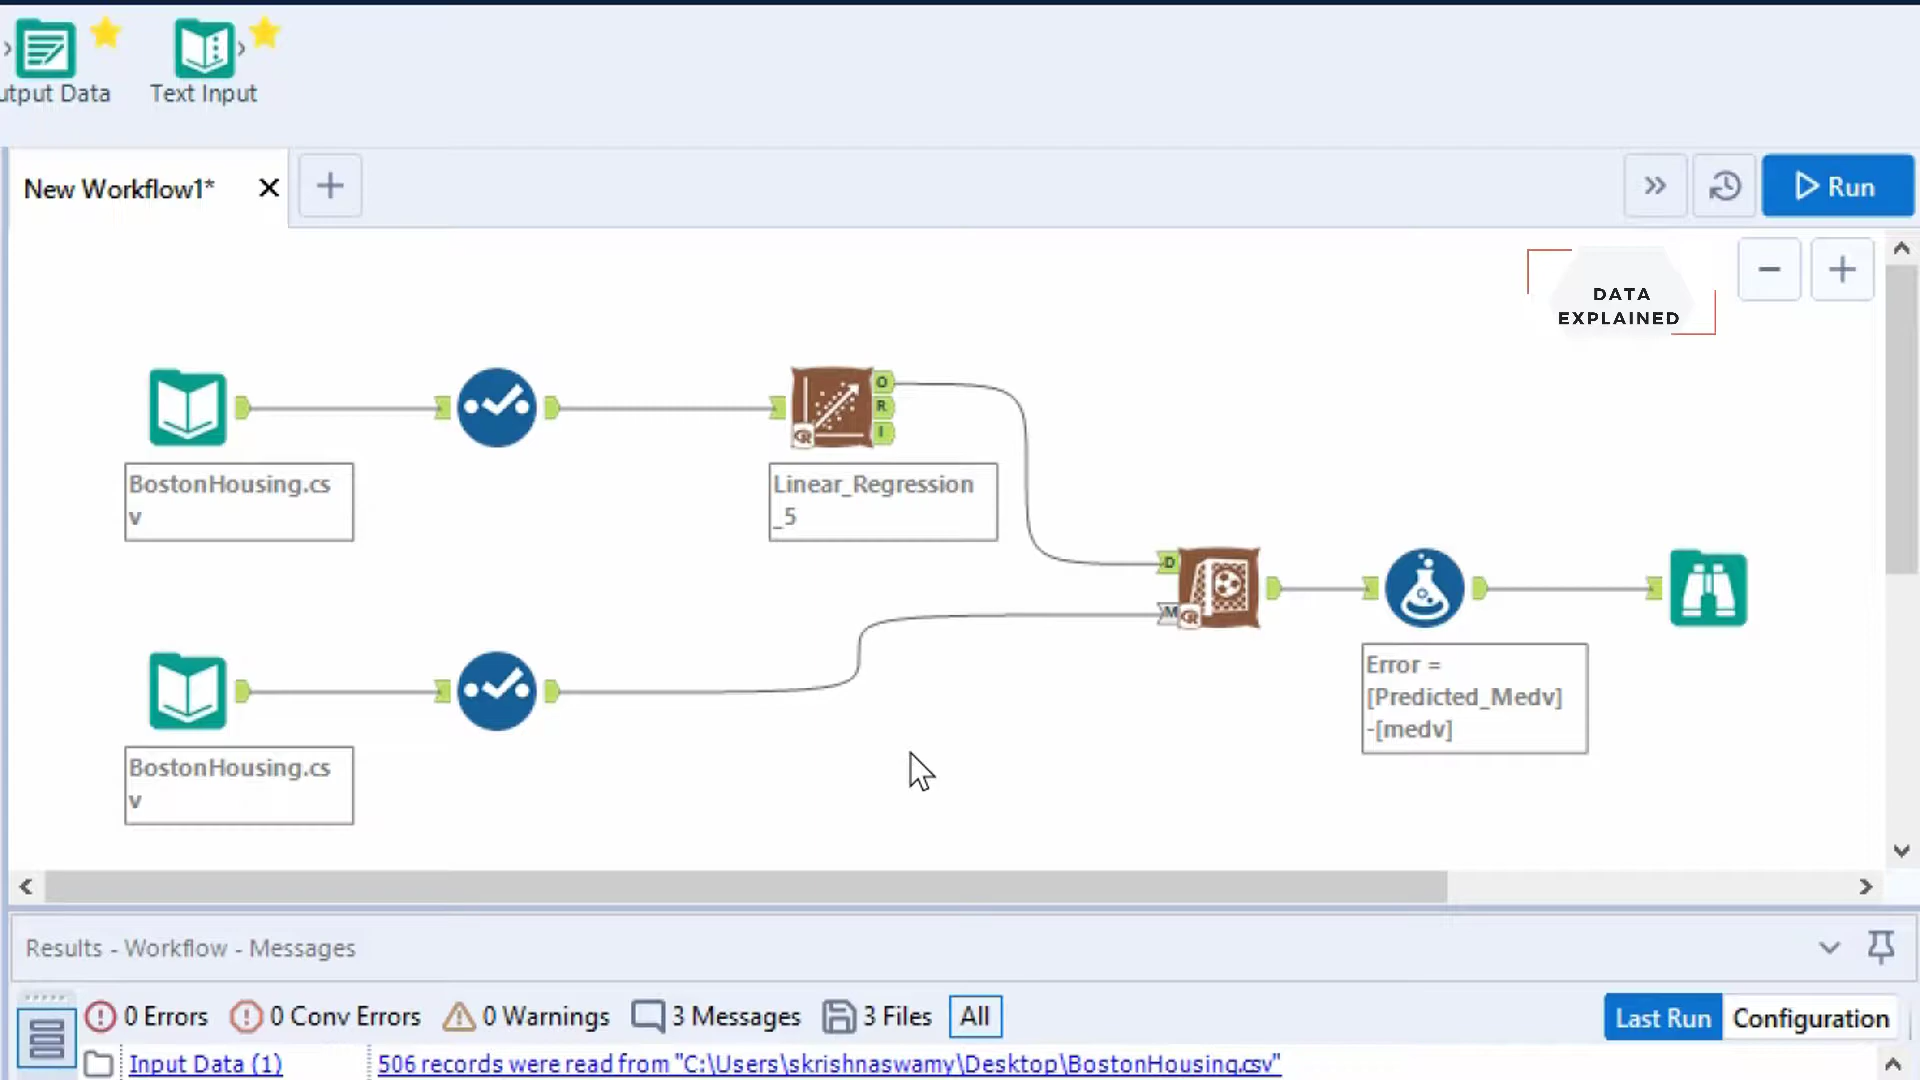 utput Data
Text Input
New Workflow1*
Run
DATA
EXPLAINED
O
R
I
BostonHousing.cs
v
Linear_Regression
_5
D
M
R
Error =
[Predicted_Medv]
-[medv]
BostonHousing.cs
v
Results - Workflow - Messages
0 Errors
0 Conv Errors
0 Warnings
3 Messages
3 Files
All
Last Run
Configuration
Input Data (1)
506 records were read from "C:\Users\skrishnaswamy\Desktop\BostonHousing.csv"